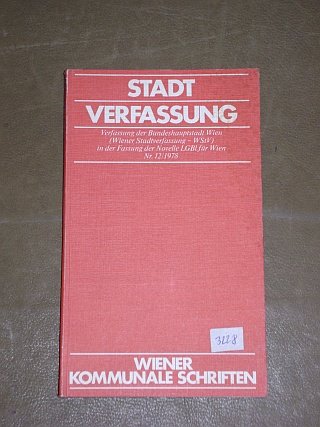 STADT
VERFASSUNG
Verfassung der Bundeshauptstadt Wien
(Wiener Stadtverfassung – WStV)
in der Fassung der Novelle LGBl. für Wien
Nr. 12/1978
3228
WIENER
KOMMUNALE SCHRIFTEN